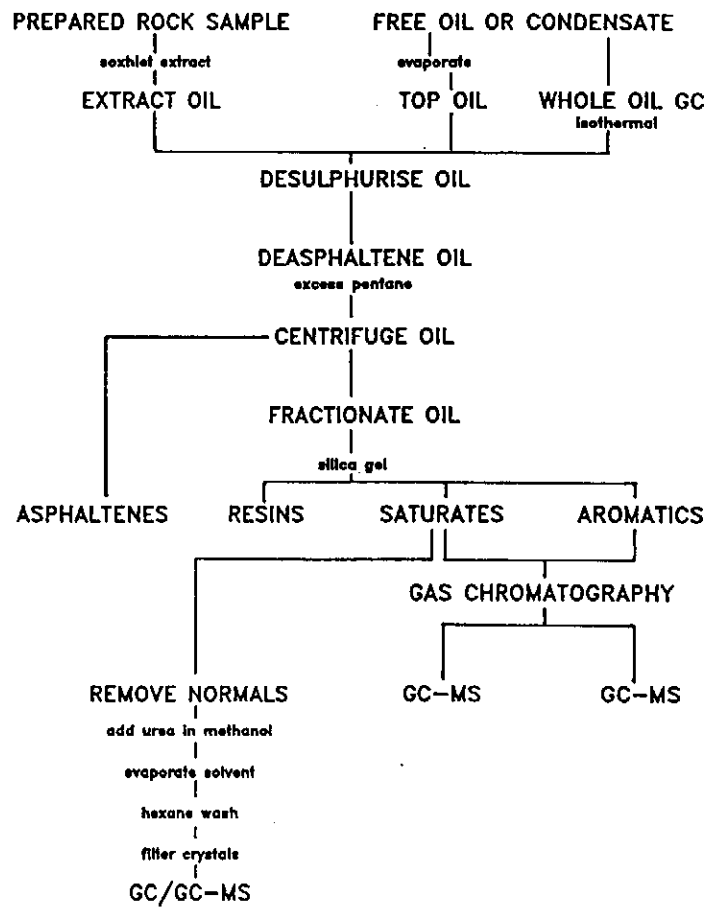 PREPARED ROCK SAMPLE
FREE OIL OR CONDENSATE
soxhlet extract
evaporate
EXTRACT OIL
TOP OIL
WHOLE OIL GC
isothermal
DESULPHURISE OIL
DEASPHALTENE OIL
excess pentane
CENTRIFUGE OIL
FRACTIONATE OIL
silica gel
ASPHALTENES
RESINS
SATURATES
AROMATICS
GAS CHROMATOGRAPHY
REMOVE NORMALS
GC-MS
GC-MS
add urea in methanol
evaporate solvent
hexane wash
filter crystals
GC/GC-MS